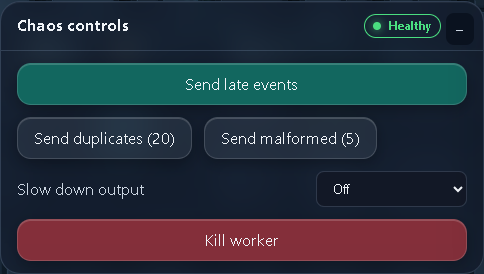 Chaos controls
Healthy
–
Send late events
Send duplicates (20)
Send malformed (5)
Slow down output
Off
Kill worker